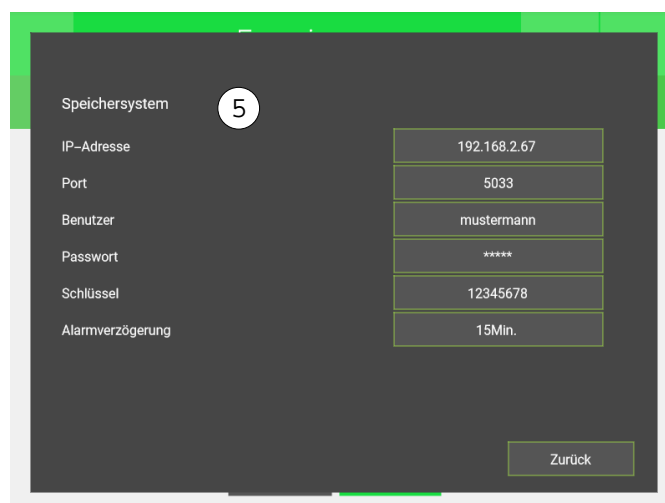 Speichersystem 5
IP-Adresse 192.168.2.67
Port 5033
Benutzer mustermann
Passwort *****
Schlüssel 12345678
Alarmverzögerung 15Min.
Zurück